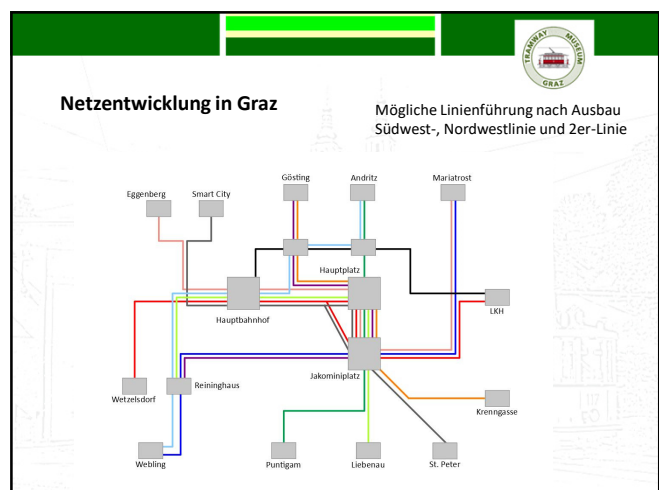 TRAMWAY MUSEUM
GRAZ
Netzentwicklung in Graz
Mögliche Linienführung nach Ausbau
Südwest-, Nordwestlinie und 2er-Linie
Eggenberg
Smart City
Gösting
Andritz
Mariatrost
Hauptplatz
Hauptbahnhof
LKH
Jakominiplatz
Wetzelsdorf
Reininghaus
Krenngasse
Webling
Puntigam
Liebenau
St. Peter